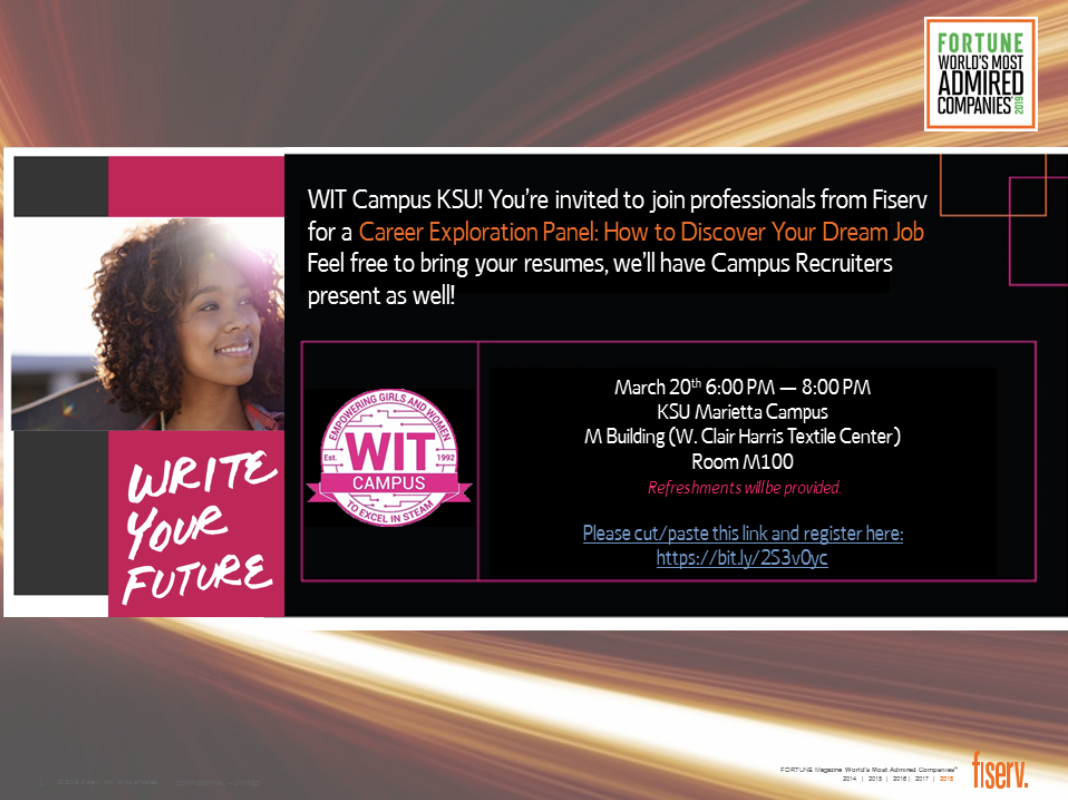 FORTUNE
WORLD'S MOST
ADMIRED
COMPANIES 2019
WIT Campus KSU! You're invited to join professionals from Fiserv
for a Career Exploration Panel: How to Discover Your Dream Job
Feel free to bring your resumes, we'll have Campus Recruiters
present as well!
EMPOWERING GIRLS AND WOMEN
WIT
Est. 1992
CAMPUS
TO EXCEL IN STEAM
March 20th 6:00 PM — 8:00 PM
KSU Marietta Campus
M Building (W. Clair Harris Textile Center)
Room M100
Refreshments will be provided.
Please cut/paste this link and register here:
https://bit.ly/2S3v0yc
WRITE
YOUR
FUTURE
FORTUNE Magazine World's Most Admired Companies®
2014 | 2015 | 2016 | 2017 | 2018
fiserv.